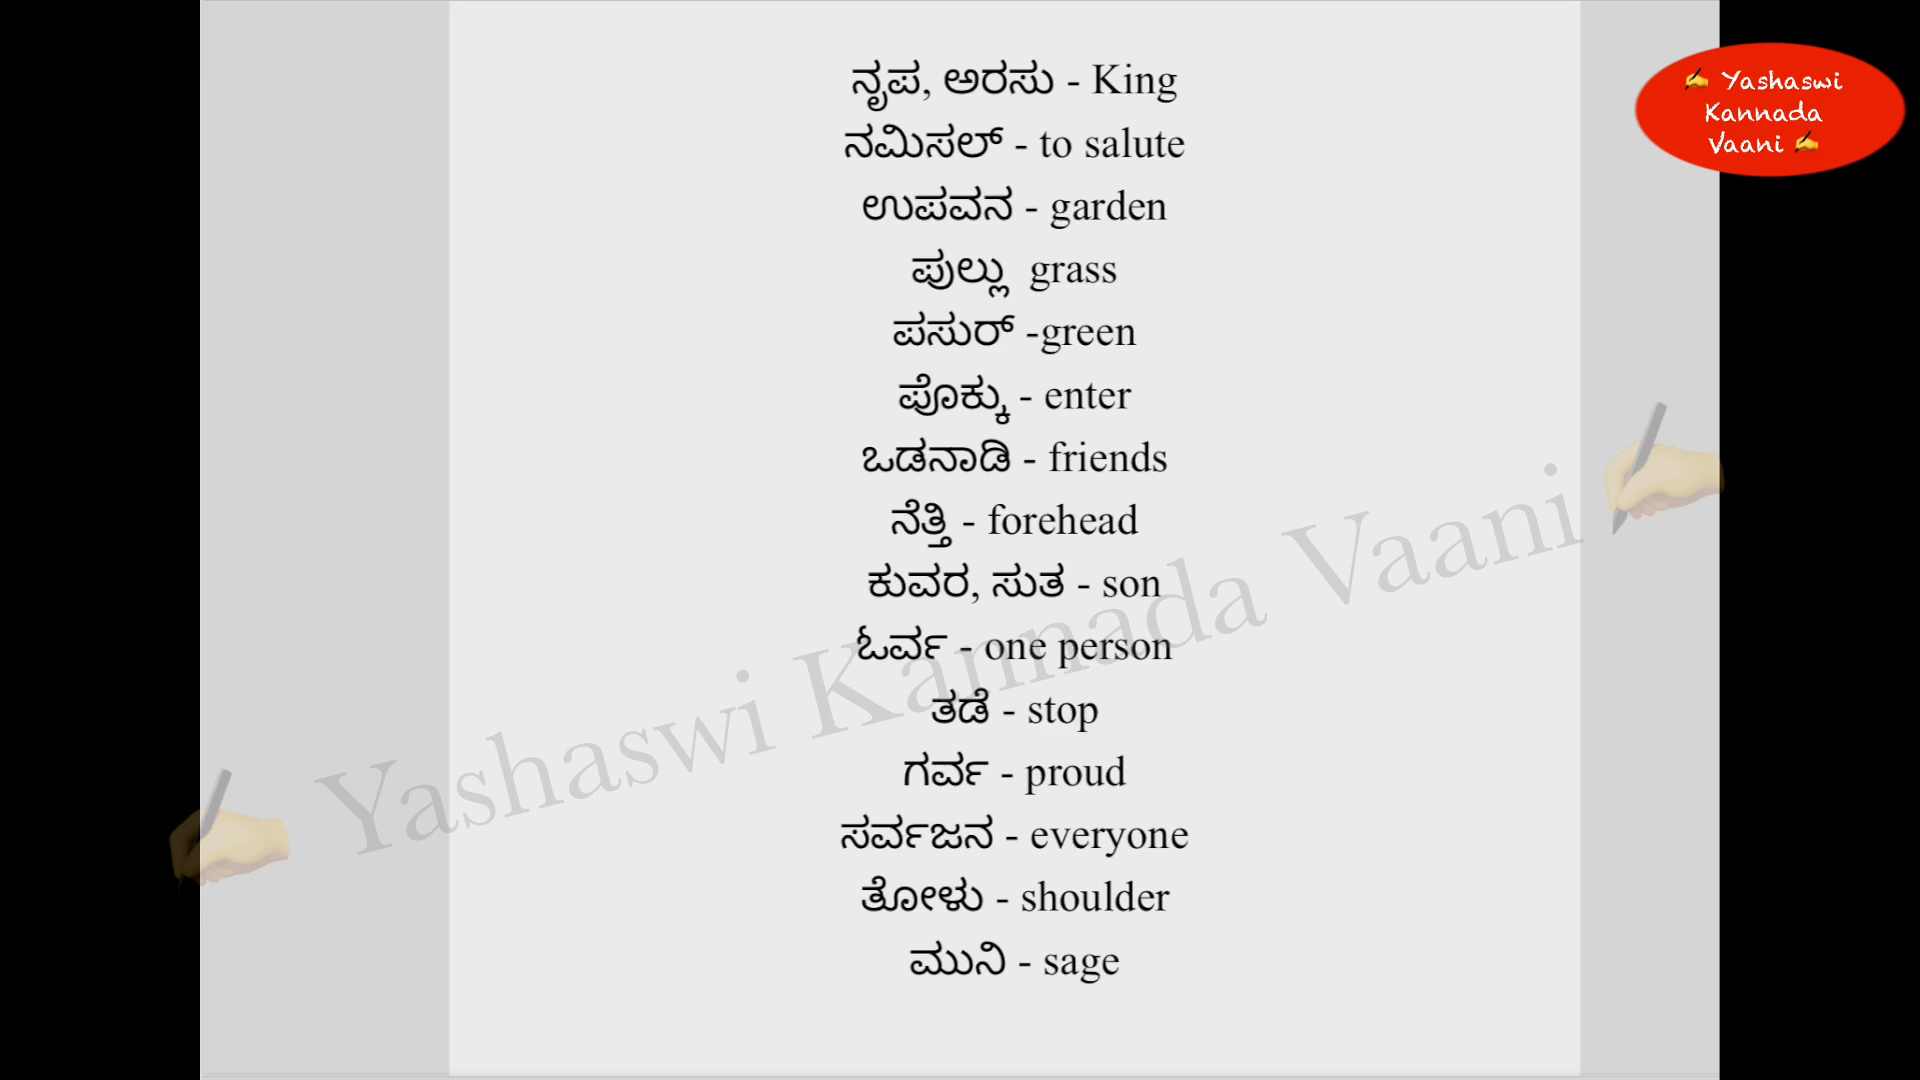 ನೃಪ, ಅರಸು - King
ನಮಿಸಲ್ - to salute
ಉಪವನ - garden
ಪುಲ್ಲು  grass
ಪಸುರ್ -green
ಪೊಕ್ಕು - enter
ಒಡನಾಡಿ - friends
ನೆತ್ತಿ - forehead
ಕುವರ, ಸುತ - son
ಓರ್ವ - one person
ತಡೆ - stop
ಗರ್ವ - proud
ಸರ್ವಜನ - everyone
ತೋಳು - shoulder
ಮುನಿ - sage
✍️ Yashaswi
Kannada
Vaani ✍️
✍️ Yashaswi Kannada Vaani ✍️